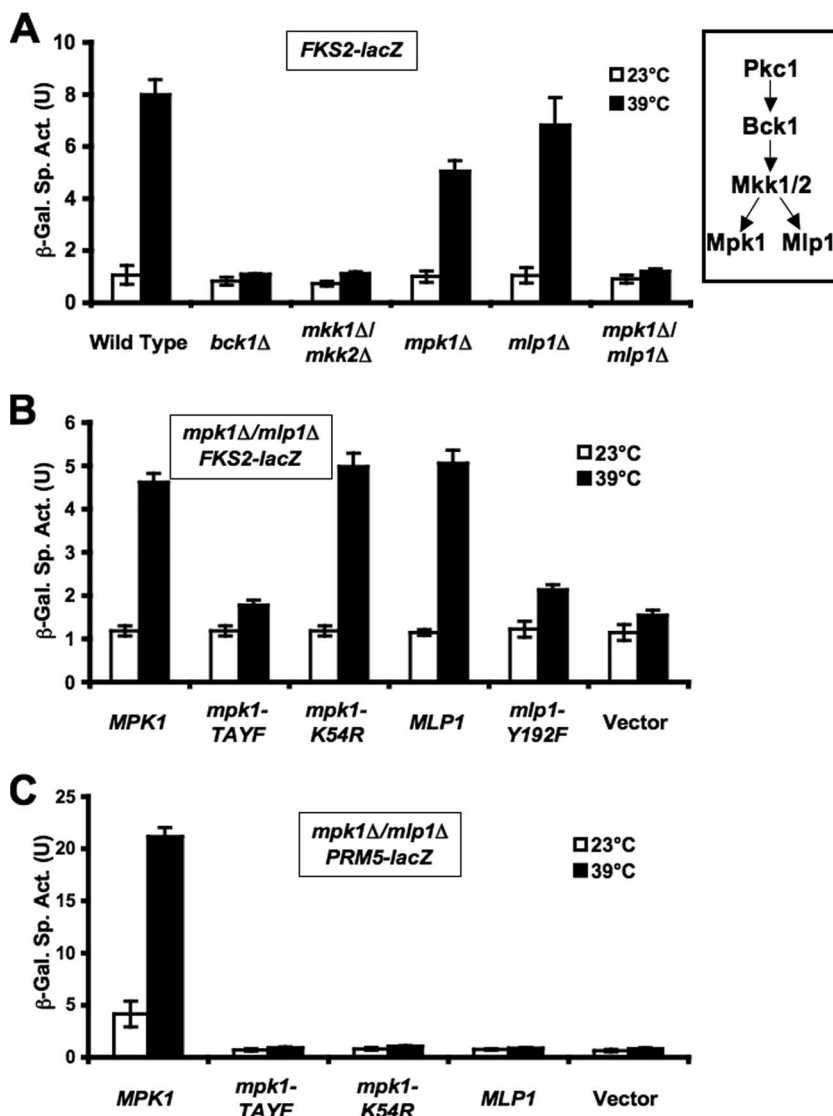 A
β-Gal. Sp. Act. (U)
10
8
6
4
2
0
FKS2-lacZ
23°C
39°C
Wild Type
bck1Δ
mkk1Δ/
mkk2Δ
mpk1Δ
mlp1Δ
mpk1Δ/
mlp1Δ
Pkc1
Bck1
Mkk1/2
Mpk1 Mlp1
B
β-Gal. Sp. Act. (U)
6
5
4
3
2
1
0
mpk1Δ/mlp1Δ
FKS2-lacZ
23°C
39°C
MPK1
mpk1-
TAYF
mpk1-
K54R
MLP1
mlp1-
Y192F
Vector
C
β-Gal. Sp. Act. (U)
25
20
15
10
5
0
mpk1Δ/mlp1Δ
PRM5-lacZ
23°C
39°C
MPK1
mpk1-
TAYF
mpk1-
K54R
MLP1
Vector